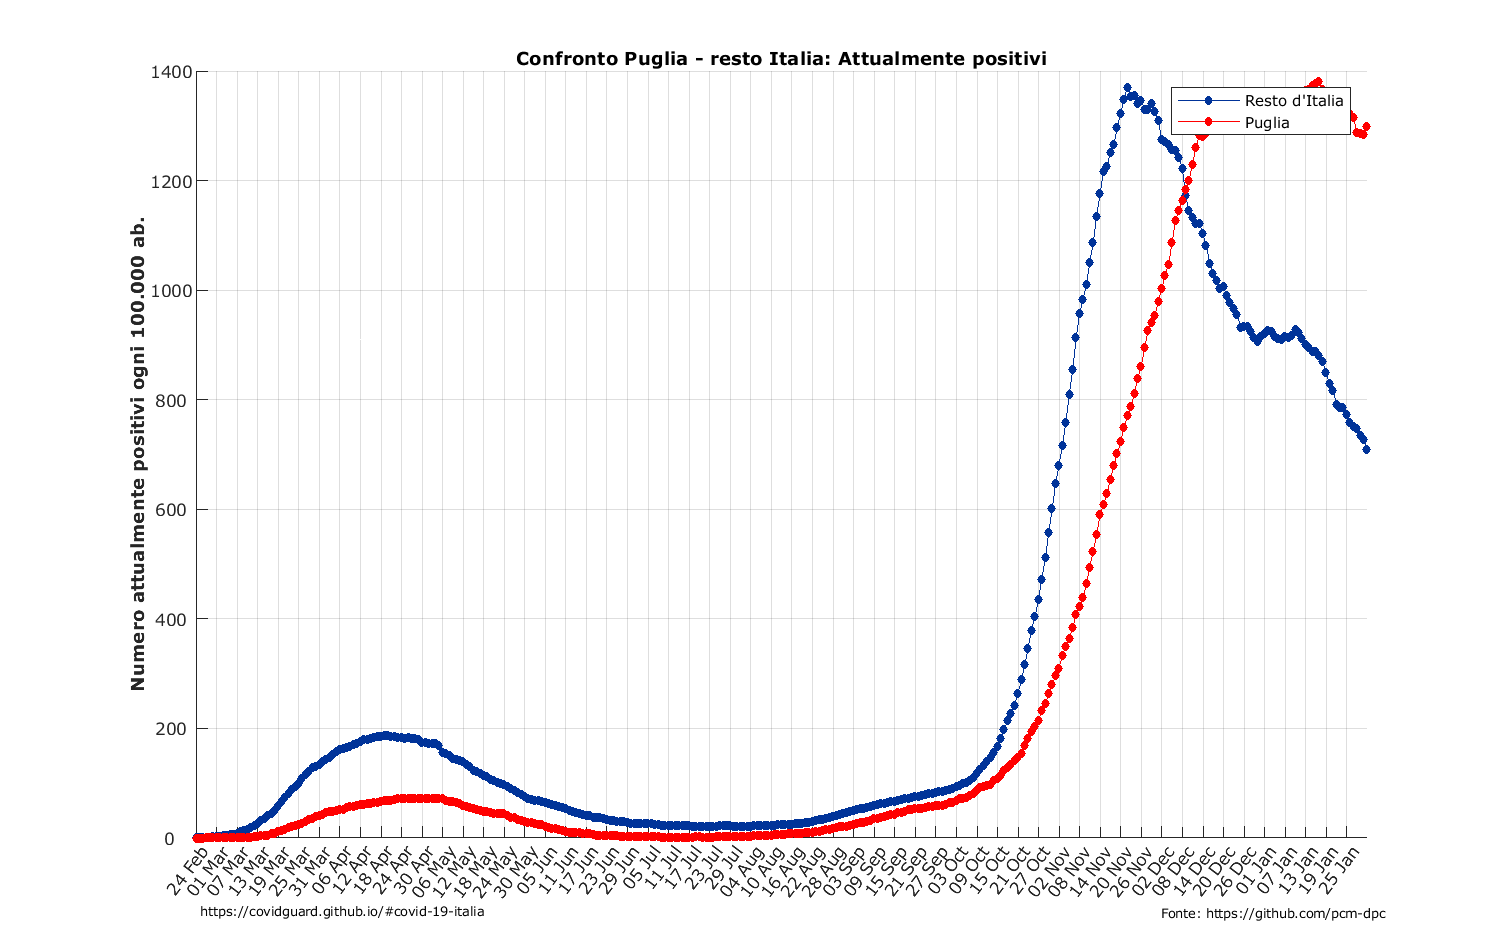 Confronto Puglia - resto Italia: Attualmente positivi
Numero attualmente positivi ogni 100.000 ab.
1400
1200
1000
800
600
400
200
0
Resto d'Italia
Puglia
24 Feb
01 Mar
07 Mar
13 Mar
19 Mar
25 Mar
31 Mar
06 Apr
12 Apr
18 Apr
24 Apr
30 Apr
06 May
12 May
18 May
24 May
30 May
05 Jun
11 Jun
17 Jun
23 Jun
29 Jun
05 Jul
11 Jul
17 Jul
23 Jul
29 Jul
04 Aug
10 Aug
16 Aug
22 Aug
28 Aug
03 Sep
09 Sep
15 Sep
21 Sep
27 Sep
03 Oct
09 Oct
15 Oct
21 Oct
27 Oct
02 Nov
08 Nov
14 Nov
20 Nov
26 Nov
02 Dec
08 Dec
14 Dec
20 Dec
26 Dec
01 Jan
07 Jan
13 Jan
19 Jan
25 Jan
https://covidguard.github.io/#covid-19-italia
Fonte: https://github.com/pcm-dpc